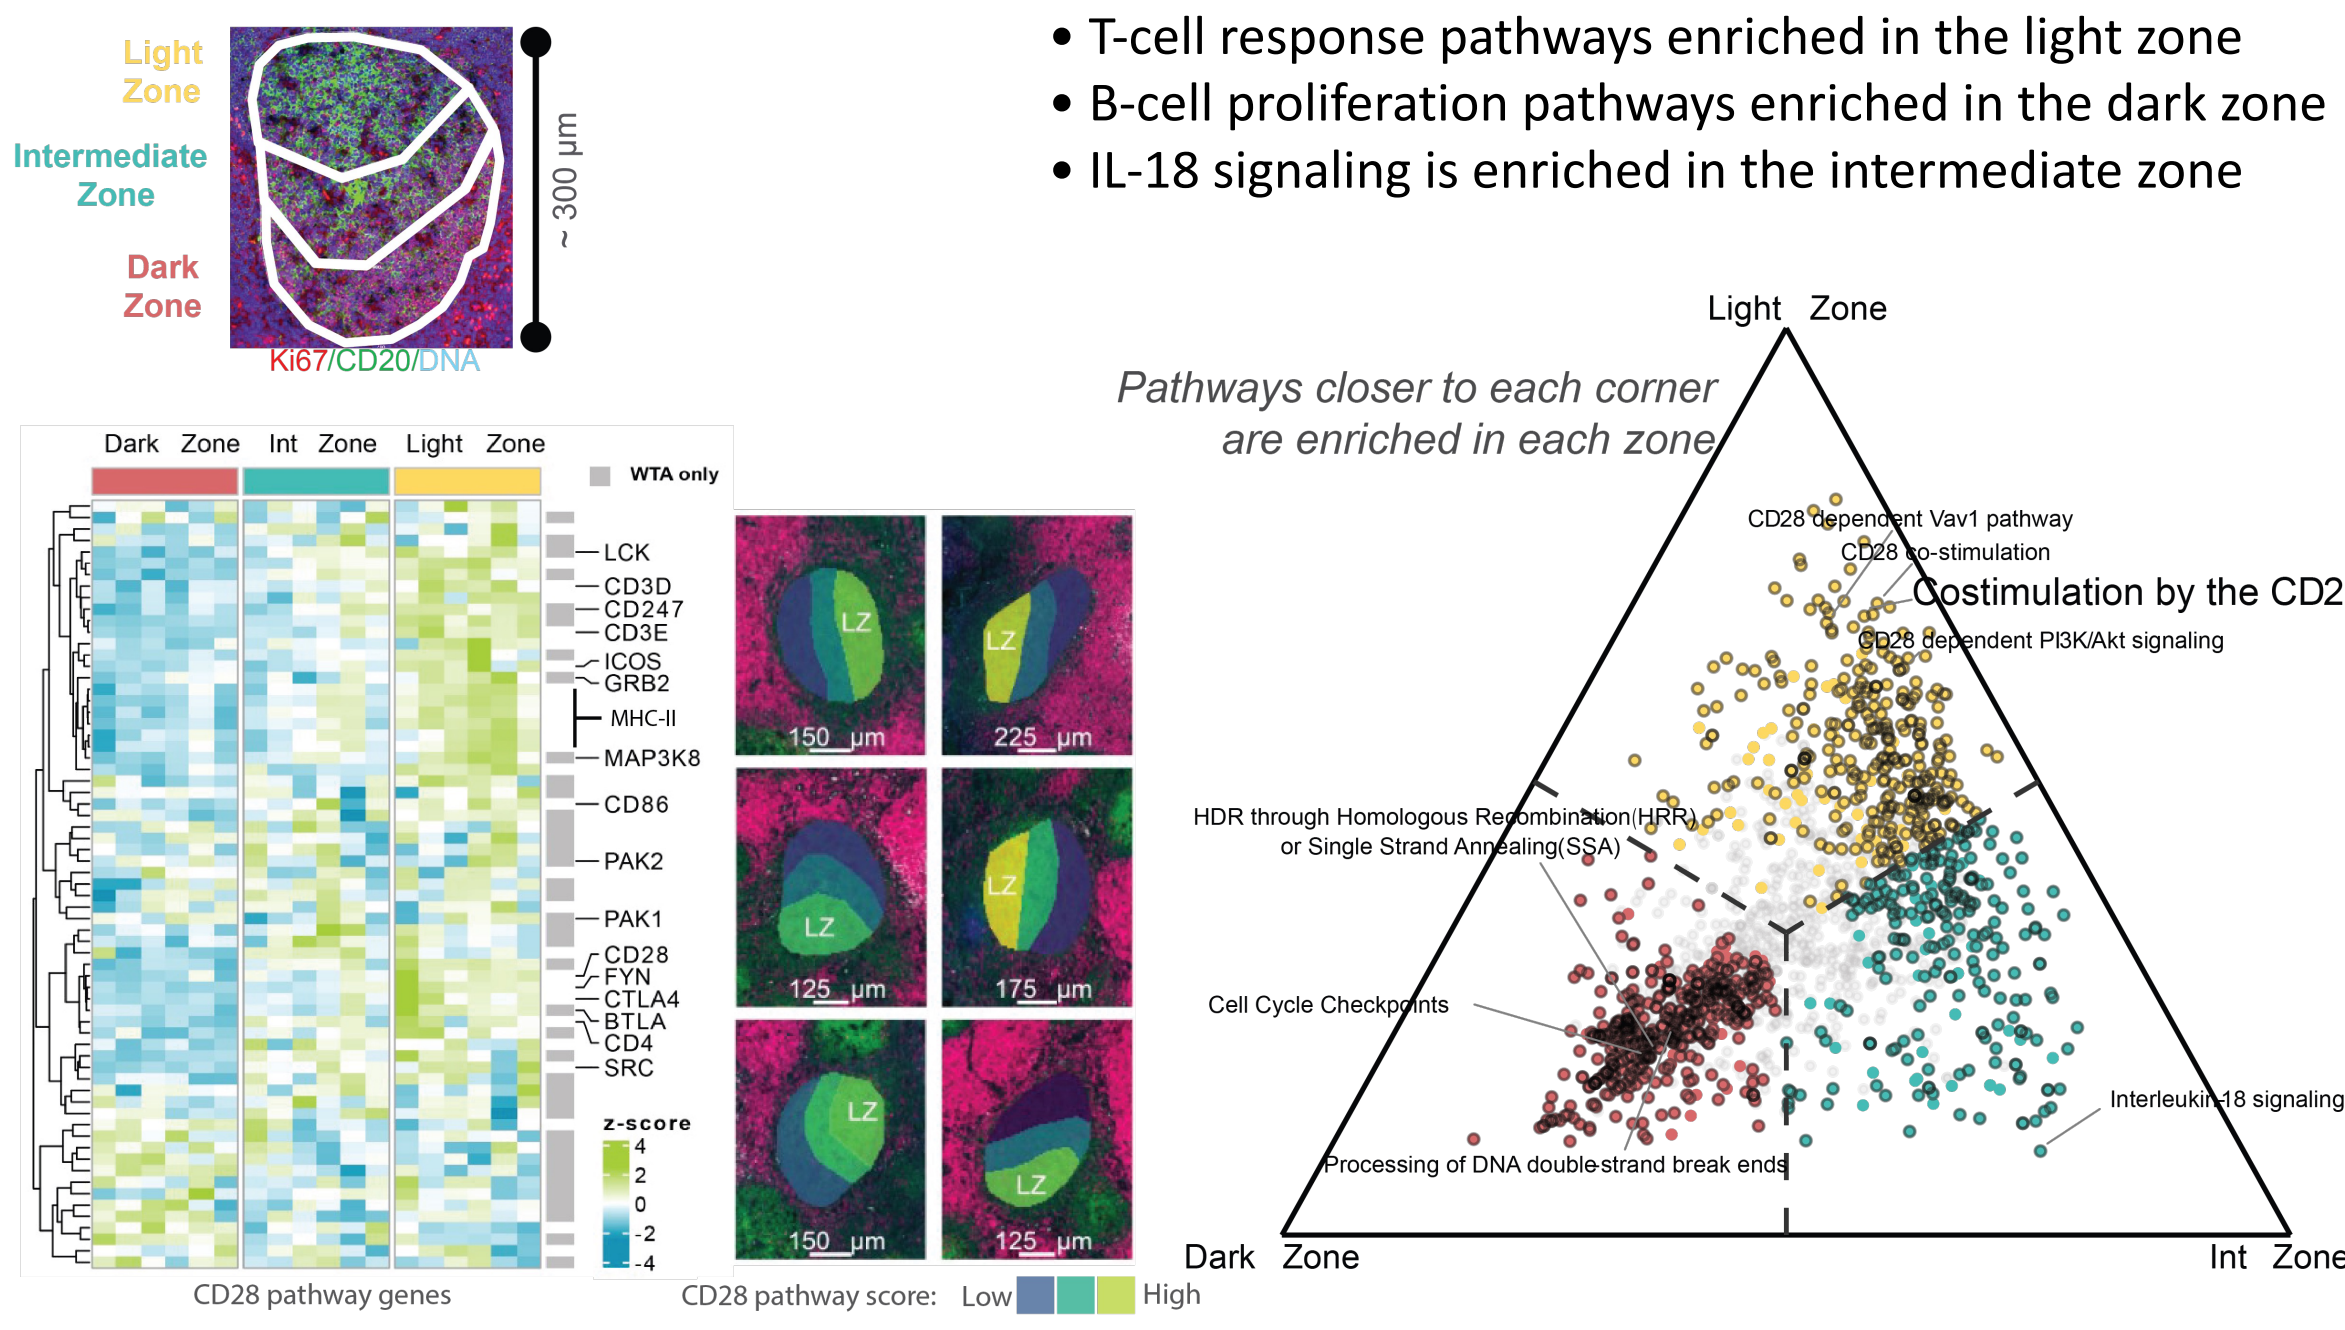 Light
Zone
Intermediate
Zone
Dark
Zone
~ 300 µm
Ki67/CD20/DNA
• T-cell response pathways enriched in the light zone
• B-cell proliferation pathways enriched in the dark zone
• IL-18 signaling is enriched in the intermediate zone
Dark Zone Int Zone Light Zone
WTA only
LCK
CD3D
CD247
CD3E
ICOS
GRB2
MHC-II
MAP3K8
CD86
PAK2
PAK1
CD28
FYN
CTLA4
BTLA
CD4
SRC
z-score
4
2
0
-2
-4
CD28 pathway genes
LZ
150 µm
LZ
225 µm
LZ
125 µm
LZ
175 µm
LZ
150 µm
LZ
125 µm
CD28 pathway score: Low High
Light Zone
Pathways closer to each corner
are enriched in each zone
CD28 dependent Vav1 pathway
CD28 co-stimulation
Costimulation by the CD2
CD28 dependent PI3K/Akt signaling
HDR through Homologous Recombination(HRR)
or Single Strand Annealing(SSA)
Cell Cycle Checkpoints
Interleukin-18 signaling
Processing of DNA double-strand break ends
Dark Zone
Int Zone